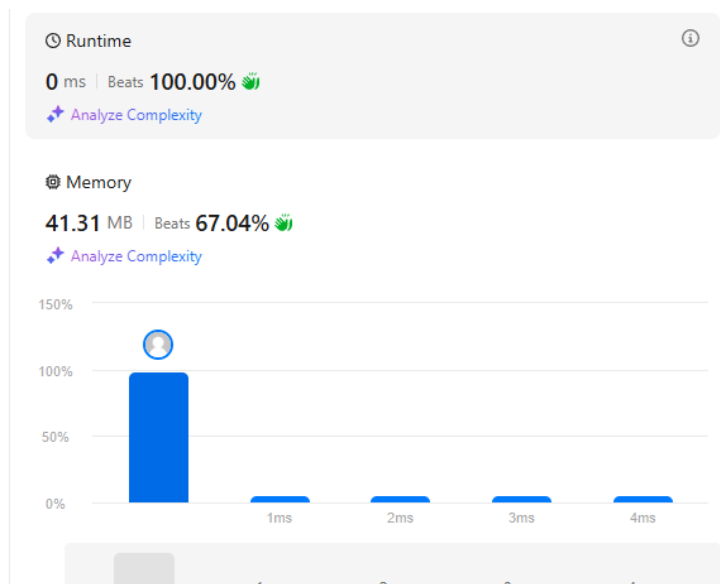 Runtime
0 ms | Beats 100.00%
Analyze Complexity
Memory
41.31 MB | Beats 67.04%
Analyze Complexity
150%
100%
50%
0%
1ms 2ms 3ms 4ms